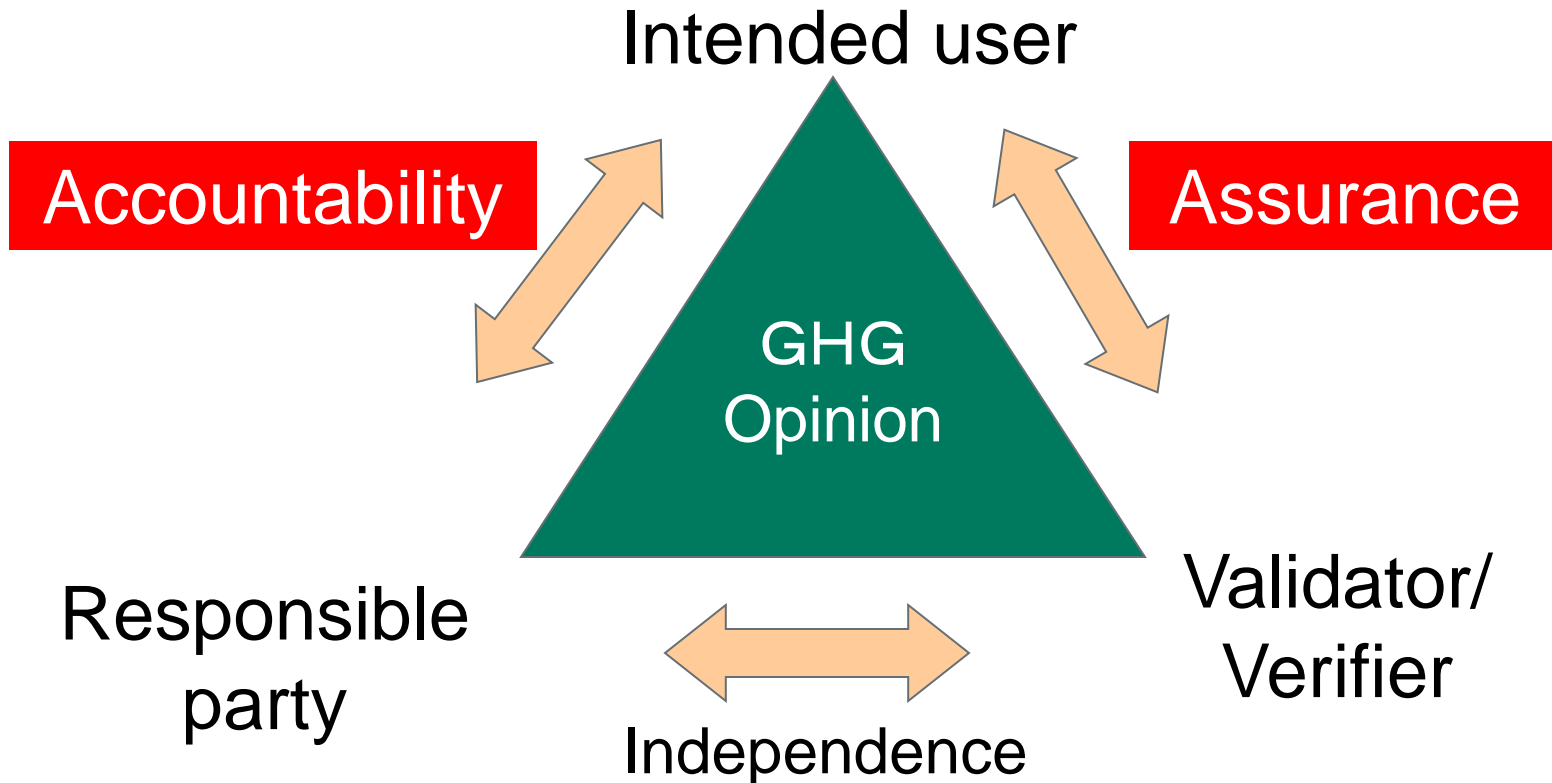 Intended user
Accountability
Assurance
GHG
Opinion
Responsible
party
Validator/
Verifier
Independence